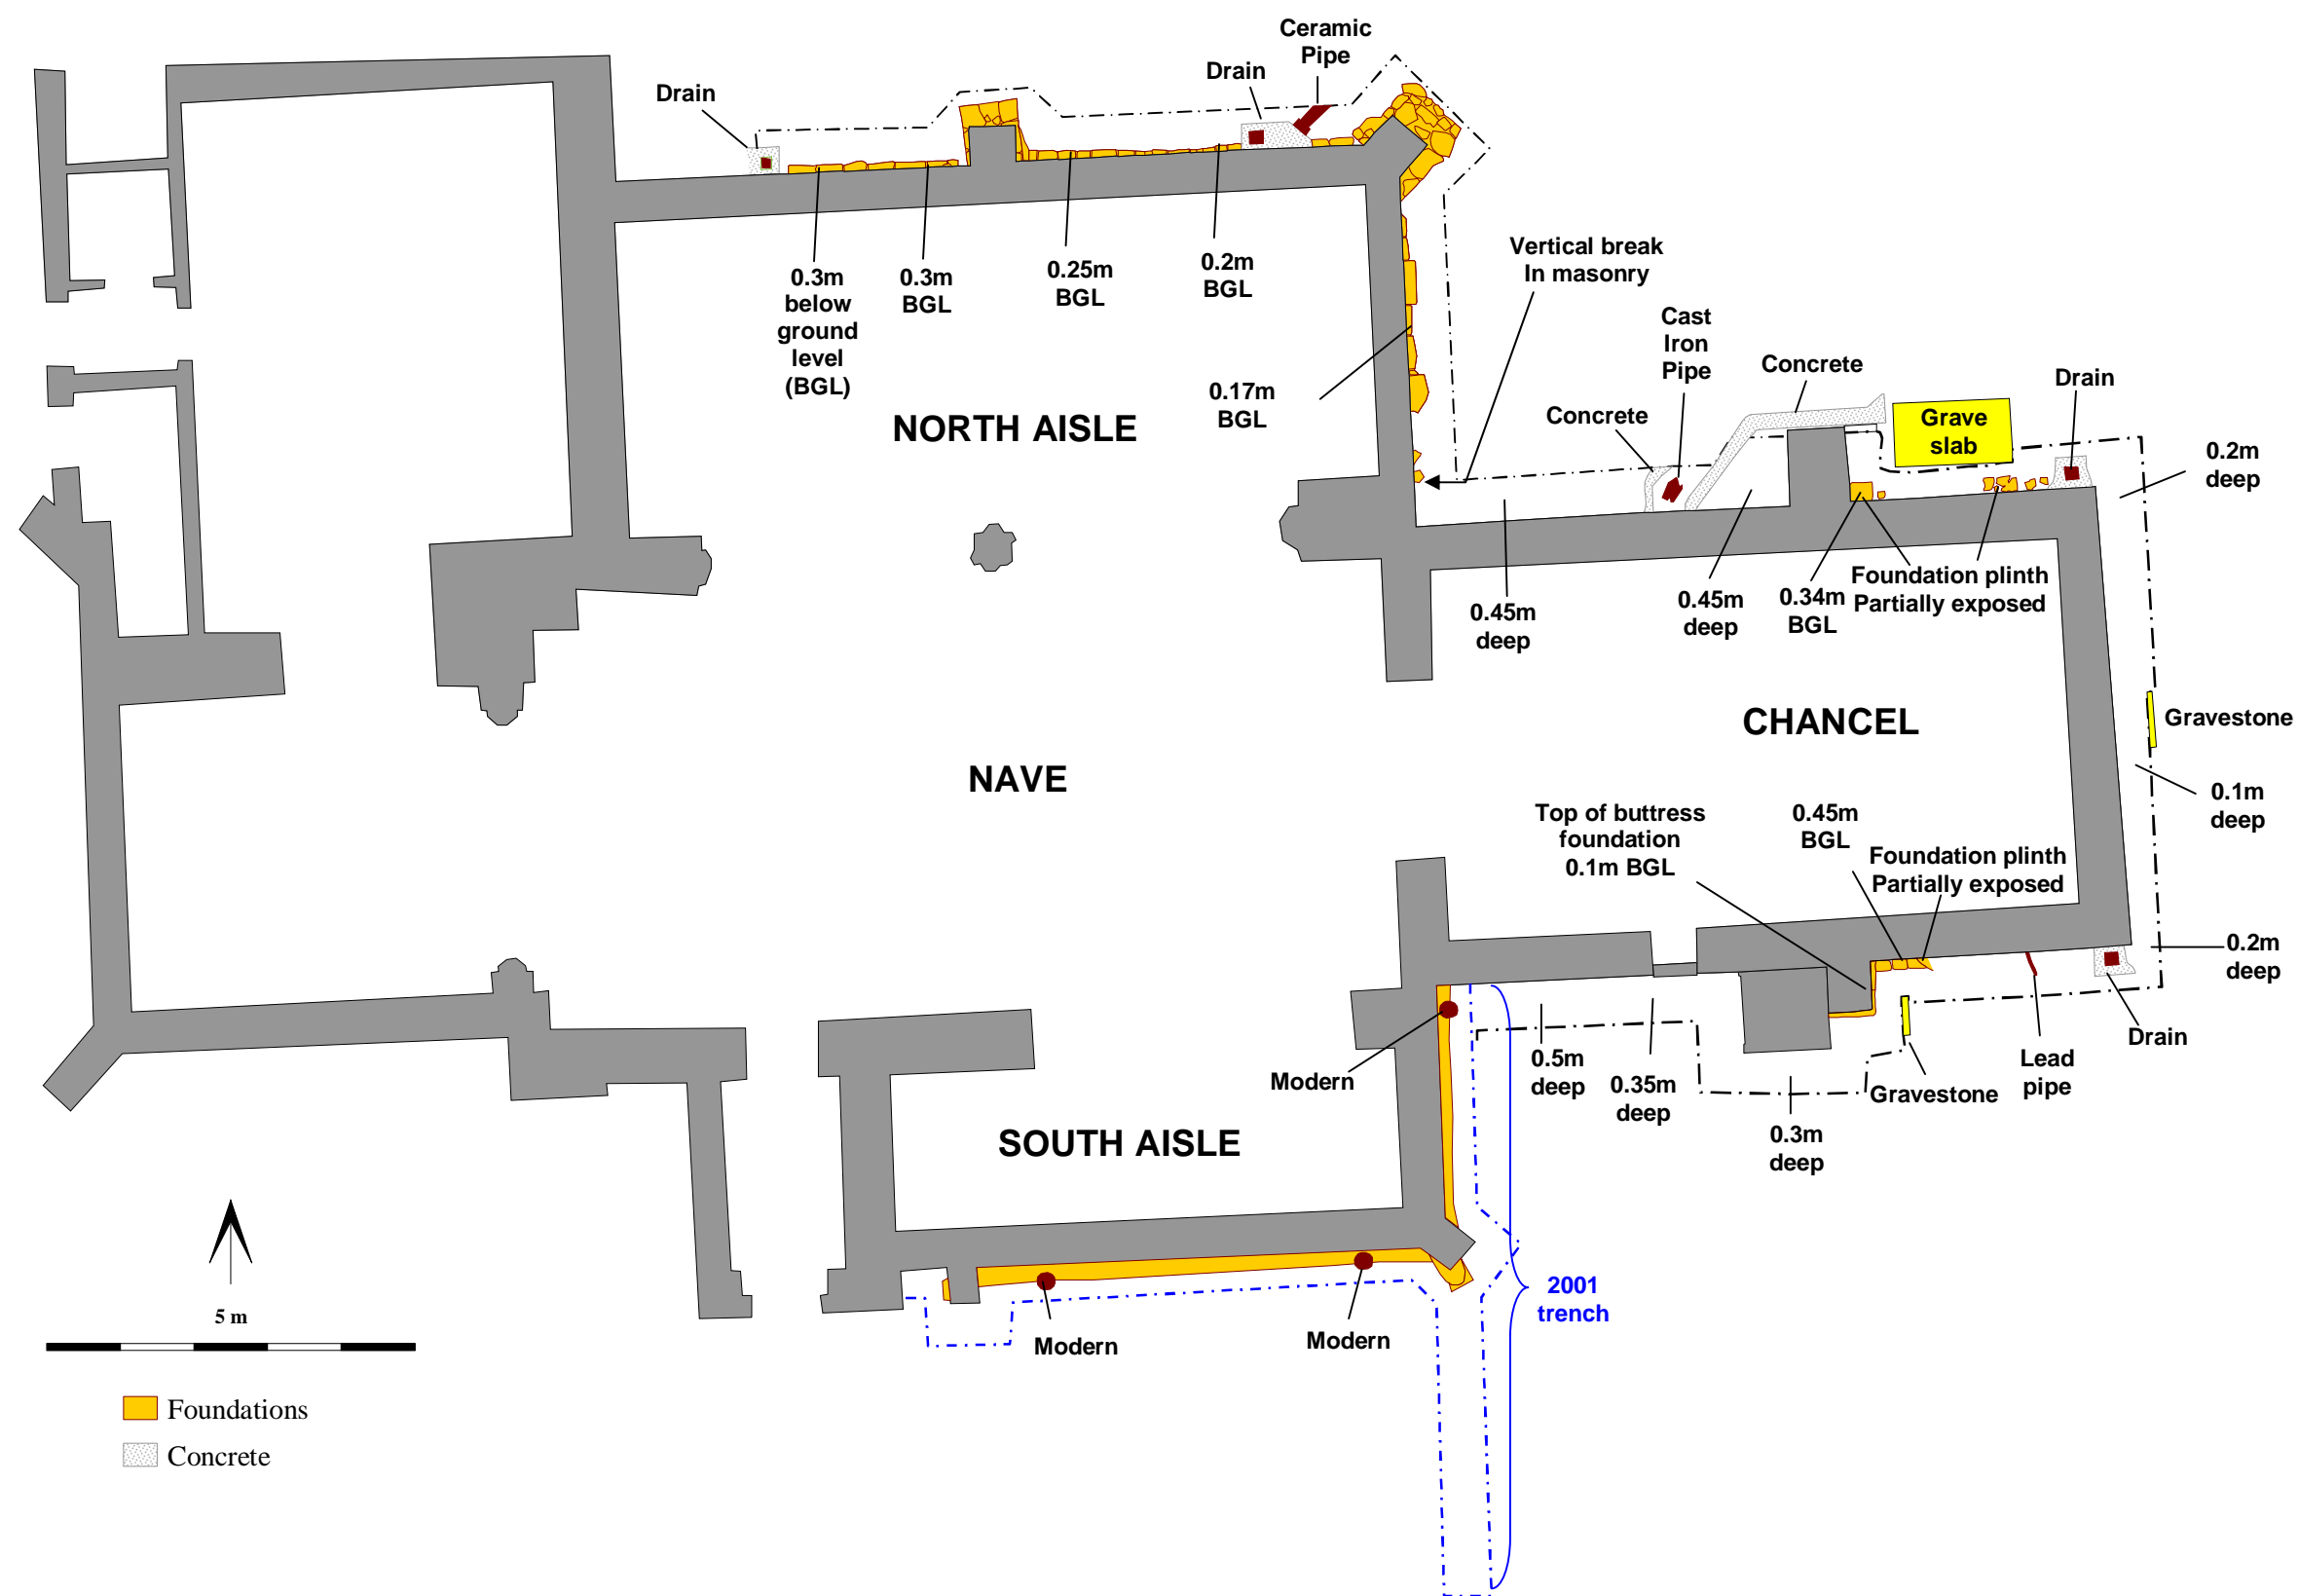 Ceramic
Pipe
Drain
Drain
Vertical break
In masonry
0.3m
below
ground
level
(BGL)
0.3m
BGL
0.25m
BGL
0.2m
BGL
0.17m
BGL
NORTH AISLE
Cast
Iron
Pipe
Concrete
Concrete
Drain
Grave
slab
0.2m
deep
0.45m
deep
0.45m
deep
0.34m
BGL
Foundation plinth
Partially exposed
CHANCEL
Gravestone
NAVE
0.1m
deep
Top of buttress
foundation
0.1m BGL
0.45m
BGL
Foundation plinth
Partially exposed
0.2m
deep
Modern
0.5m
deep
0.35m
deep
Gravestone
Lead
pipe
Drain
0.3m
deep
SOUTH AISLE
2001
trench
Modern
Modern
5 m
Foundations
Concrete